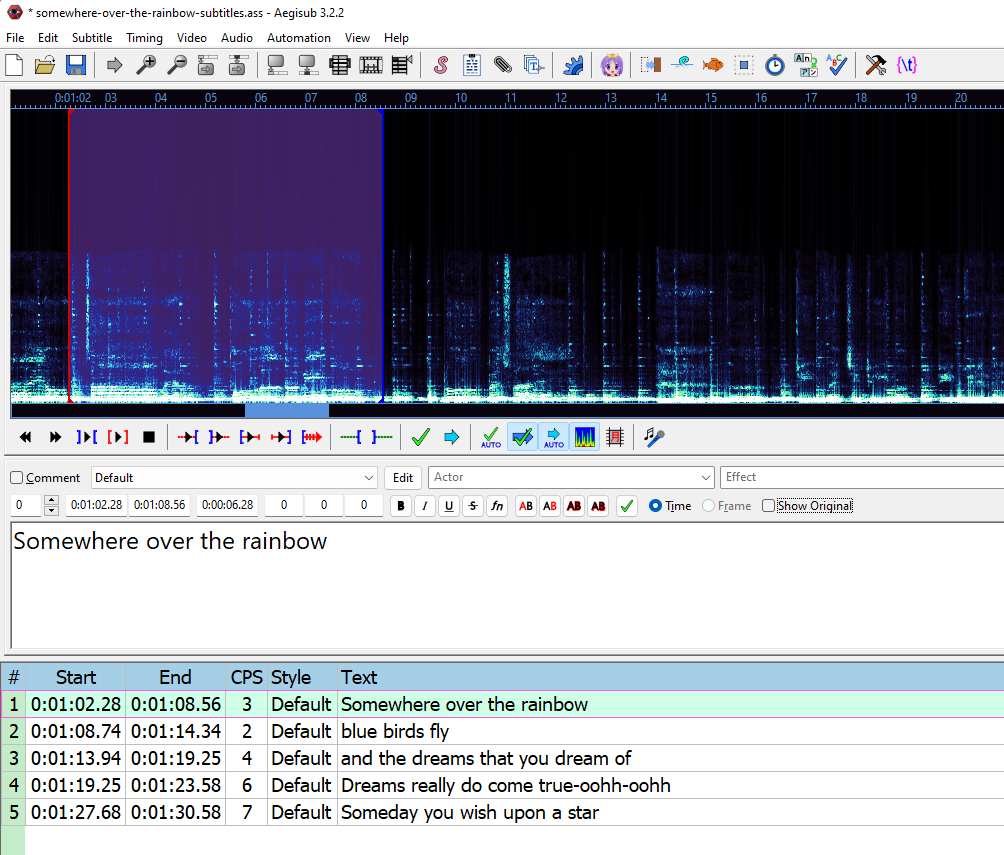 * somewhere-over-the-rainbow-subtitles.ass - Aegisub 3.2.2
File Edit Subtitle Timing Video Audio Automation View Help
0:01:02 03 04 05 06 07 08 09 10 11 12 13 14 15 16 17 18 19 20
AUTO AUTO
Comment Default Edit Actor Effect
0 0:01:02.28 0:01:08.56 0:00:06.28 0 0 0 B I U S fn AB AB AB AB Time Frame Show Original
Somewhere over the rainbow
# Start End CPS Style Text
1 0:01:02.28 0:01:08.56 3 Default Somewhere over the rainbow
2 0:01:08.74 0:01:14.34 2 Default blue birds fly
3 0:01:13.94 0:01:19.25 4 Default and the dreams that you dream of
4 0:01:19.25 0:01:23.58 6 Default Dreams really do come true-oohh-oohh
5 0:01:27.68 0:01:30.58 7 Default Someday you wish upon a star